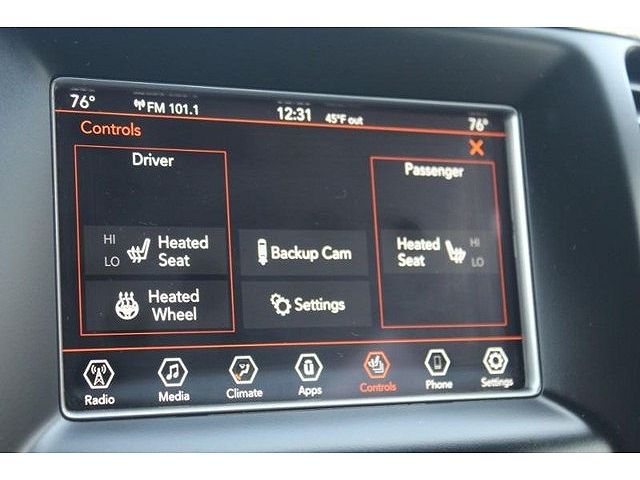 76° FM 101.1 12:31 45°F out 76°
Controls
Driver
Passenger
HI
LO
Heated
Seat
Backup Cam
Heated
Seat
HI
LO
Heated
Wheel
Settings
Radio Media Climate Apps Controls Phone Settings